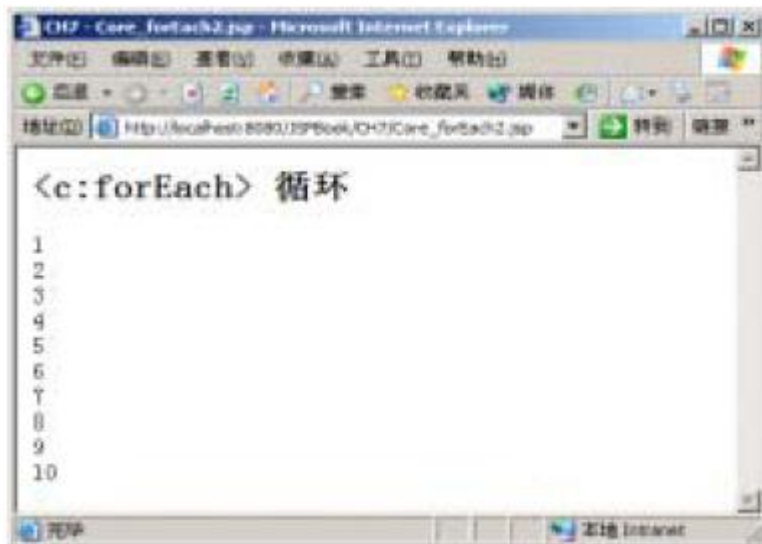 CH7 - Core_forEach2.jsp - Microsoft Internet Explorer
文件(E) 编辑(E) 查看(V) 收藏(A) 工具(T) 帮助(H)
后退 搜索 收藏夹 媒体
地址(D) http://localhost:8080/JSPBook/CH7/Core_forEach2.jsp 转到 链接 »
<c:forEach> 循环
1
2
3
4
5
6
7
8
9
10
完毕 本地 Intranet